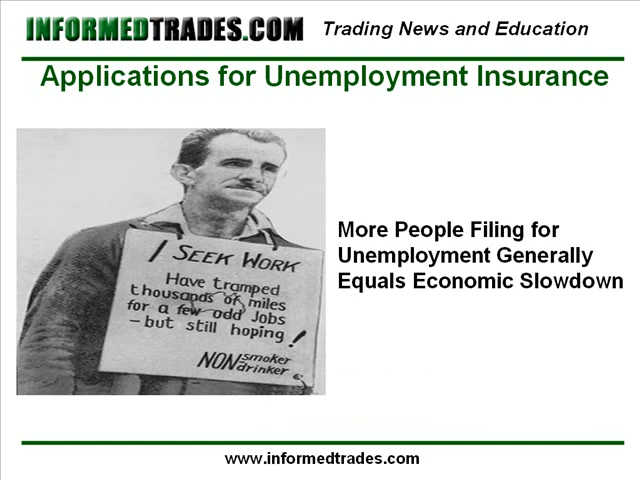 INFORMEDTRADES.COM Trading News and Education
Applications for Unemployment Insurance
I SEEK WORK
Have tramped
thousands of miles
for a few odd Jobs
- but still hoping!
NON smoker
drinker
More People Filing for
Unemployment Generally
Equals Economic Slowdown
www.informedtrades.com